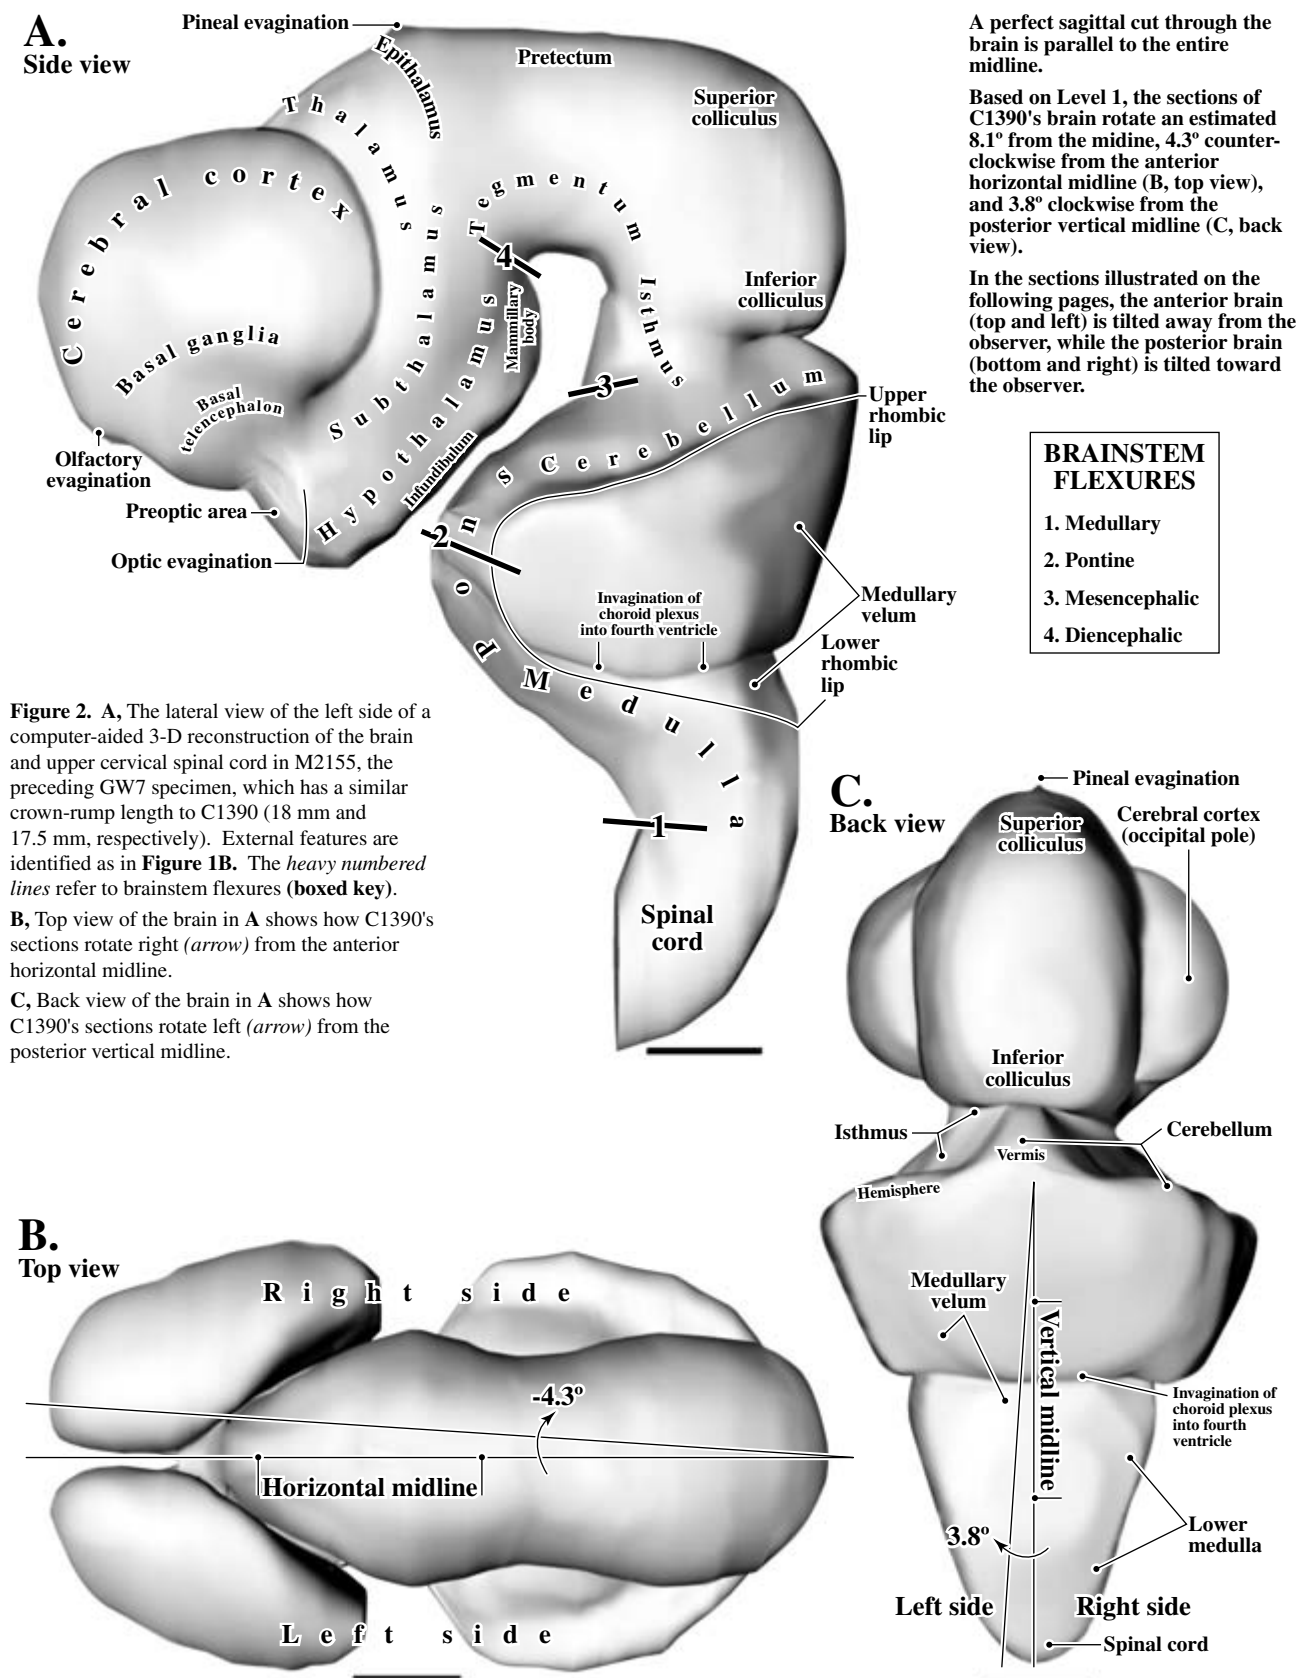 A.
Side view
Pineal evagination
Epithalamus
Pretectum
Superior
colliculus
Thalamus
Cerebral cortex
Tegmentum
4
Isthmus
Inferior
colliculus
Mammillary
body
Basal ganglia
Basal
telencephalon
Subthalamus
Hypothalamus
Infundibulum
3
Cerebellum
Upper
rhombic
lip
Olfactory
evagination
Preoptic area
Optic evagination
2
Pons
Invagination of
choroid plexus
into fourth ventricle
Medullary
velum
Lower
rhombic
lip
Medulla
1
Spinal
cord
A perfect sagittal cut through the
brain is parallel to the entire
midline.
Based on Level 1, the sections of
C1390's brain rotate an estimated
8.1º from the midine, 4.3º counter-
clockwise from the anterior
horizontal midline (B, top view),
and 3.8º clockwise from the
posterior vertical midline (C, back
view).
In the sections illustrated on the
following pages, the anterior brain
(top and left) is tilted away from the
observer, while the posterior brain
(bottom and right) is tilted toward
the observer.
BRAINSTEM
FLEXURES
1. Medullary
2. Pontine
3. Mesencephalic
4. Diencephalic
Figure 2. A, The lateral view of the left side of a
computer-aided 3-D reconstruction of the brain
and upper cervical spinal cord in M2155, the
preceding GW7 specimen, which has a similar
crown-rump length to C1390 (18 mm and
17.5 mm, respectively). External features are
identified as in Figure 1B. The heavy numbered
lines refer to brainstem flexures (boxed key).
B, Top view of the brain in A shows how C1390's
sections rotate right (arrow) from the anterior
horizontal midline.
C, Back view of the brain in A shows how
C1390's sections rotate left (arrow) from the
posterior vertical midline.
C.
Back view
Pineal evagination
Superior
colliculus
Cerebral cortex
(occipital pole)
Inferior
colliculus
Isthmus
Vermis
Cerebellum
Hemisphere
Medullary
velum
Vertical midline
Invagination of
choroid plexus
into fourth
ventricle
3.8º
Lower
medulla
Left side
Right side
Spinal cord
B.
Top view
Right side
-4.3º
Horizontal midline
Left side